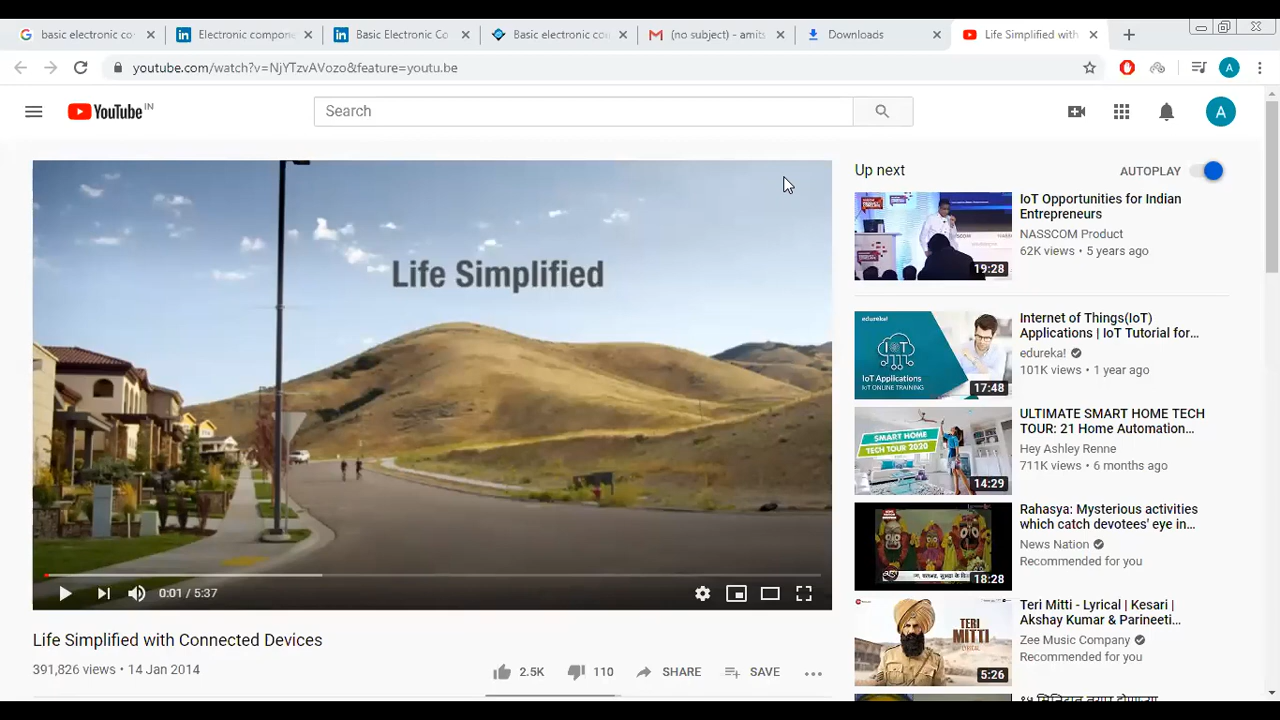 basic electronic co
Electronic compone
Basic Electronic Co
Basic electronic con
(no subject) - amits
Downloads
Life Simplified with
youtube.com/watch?v=NjYTzvAVozo&feature=youtu.be
A
YouTube IN
Search
A
Life Simplified
0:01 / 5:37
Life Simplified with Connected Devices
391,826 views • 14 Jan 2014
2.5K
110
SHARE
SAVE
Up next
AUTOPLAY
19:28
IoT Opportunities for Indian
Entrepreneurs
NASSCOM Product
62K views • 5 years ago
edureka!
IoT
IoT Applications
IoT ONLINE TRAINING
17:48
Internet of Things(IoT)
Applications | IoT Tutorial for...
edureka!
101K views • 1 year ago
SMART HOME
TECH TOUR 2020
14:29
ULTIMATE SMART HOME TECH
TOUR: 21 Home Automation...
Hey Ashley Renne
711K views • 6 months ago
18:28
Rahasya: Mysterious activities
which catch devotees' eye in...
News Nation
Recommended for you
TERI
MITTI
LYRICAL
5:26
Teri Mitti - Lyrical | Kesari |
Akshay Kumar & Parineeti...
Zee Music Company
Recommended for you